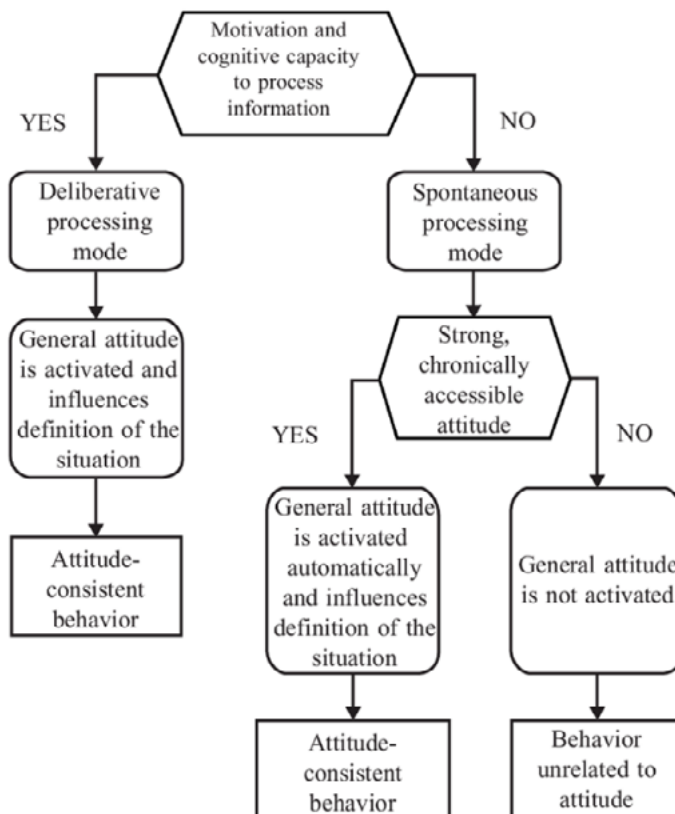 Motivation and
cognitive capacity
to process
information
YES
NO
Deliberative
processing
mode
Spontaneous
processing
mode
General attitude
is activated and
influences
definition of the
situation
Strong,
chronically
accessible
attitude
YES
NO
Attitude-
consistent
behavior
General attitude
is activated
automatically
and influences
definition of the
situation
General attitude
is not activated
Attitude-
consistent
behavior
Behavior
unrelated to
attitude